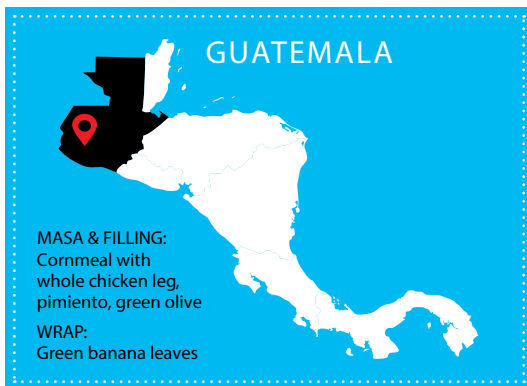 GUATEMALA
MASA & FILLING:
Cornmeal with
whole chicken leg,
pimiento, green olive
WRAP:
Green banana leaves